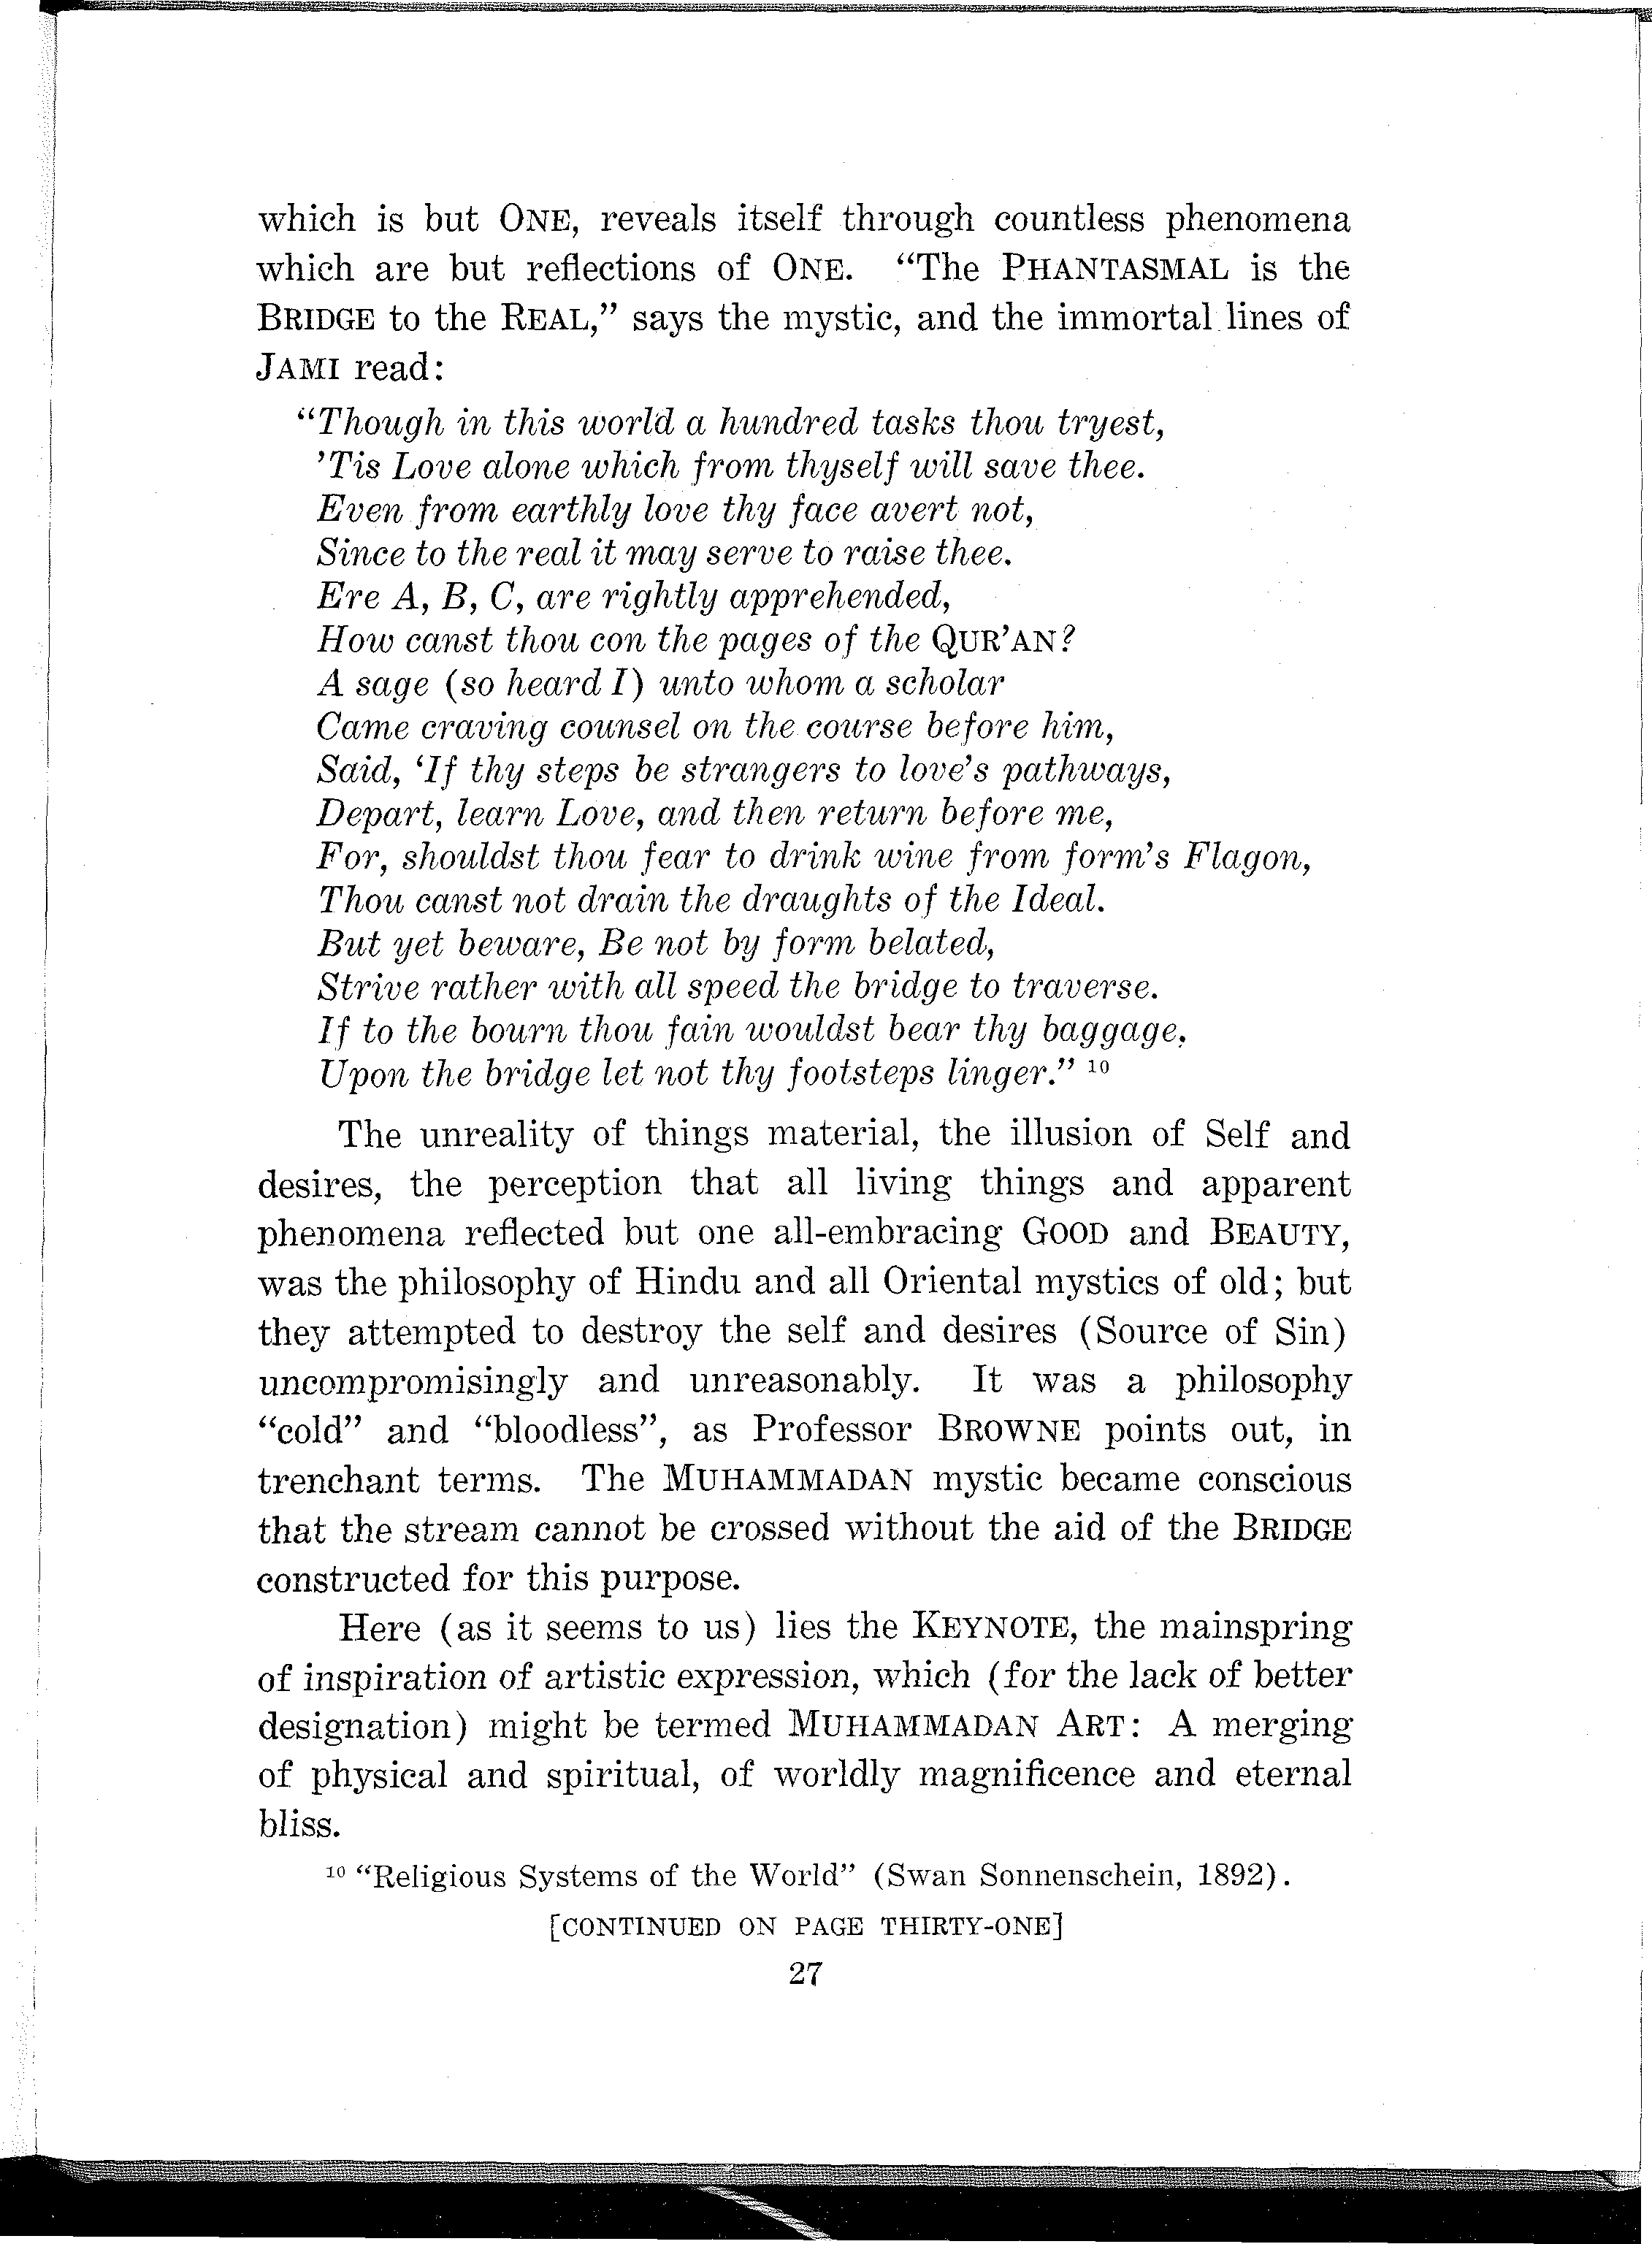 which is but ONE, reveals itself through countless phenomena
which are but reflections of ONE. “The PHANTASMAL is the
BRIDGE to the REAL,” says the mystic, and the immortal lines of
JAMI read:
“Though in this world a hundred tasks thou tryest,
’Tis Love alone which from thyself will save thee.
Even from earthly love thy face avert not,
Since to the real it may serve to raise thee.
Ere A, B, C, are rightly apprehended,
How canst thou con the pages of the QUR’AN?
A sage (so heard I) unto whom a scholar
Came craving counsel on the course before him,
Said, ‘If thy steps be strangers to love’s pathways,
Depart, learn Love, and then return before me,
For, shouldst thou fear to drink wine from form’s Flagon,
Thou canst not drain the draughts of the Ideal.
But yet beware, Be not by form belated,
Strive rather with all speed the bridge to traverse.
If to the bourn thou fain wouldst bear thy baggage,
Upon the bridge let not thy footsteps linger.” 10
The unreality of things material, the illusion of Self and
desires, the perception that all living things and apparent
phenomena reflected but one all-embracing GOOD and BEAUTY,
was the philosophy of Hindu and all Oriental mystics of old; but
they attempted to destroy the self and desires (Source of Sin)
uncompromisingly and unreasonably. It was a philosophy
“cold” and “bloodless”, as Professor BROWNE points out, in
trenchant terms. The MUHAMMADAN mystic became conscious
that the stream cannot be crossed without the aid of the BRIDGE
constructed for this purpose.
Here (as it seems to us) lies the KEYNOTE, the mainspring
of inspiration of artistic expression, which (for the lack of better
designation) might be termed MUHAMMADAN ART: A merging
of physical and spiritual, of worldly magnificence and eternal
bliss.
10 “Religious Systems of the World” (Swan Sonnenschein, 1892).
[CONTINUED ON PAGE THIRTY-ONE]
27